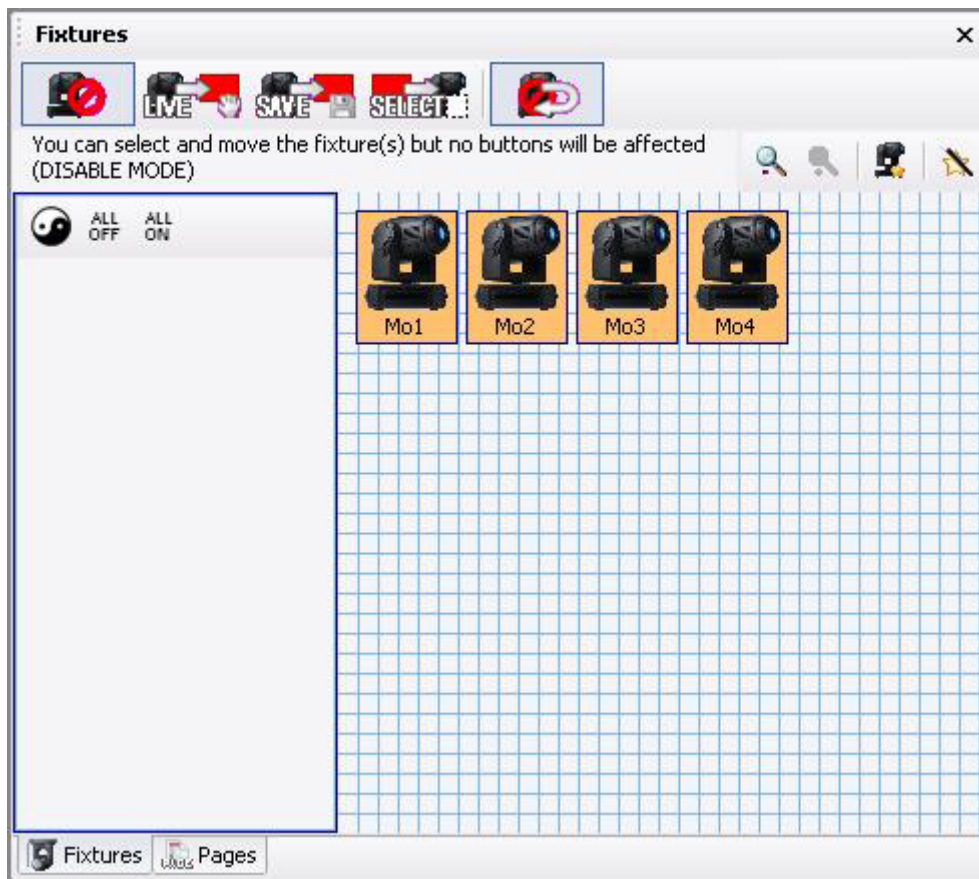 Fixtures
LIVE SAVE SELECT
You can select and move the fixture(s) but no buttons will be affected
(DISABLE MODE)
ALL OFF ALL ON
Mo1 Mo2 Mo3 Mo4
Fixtures Pages